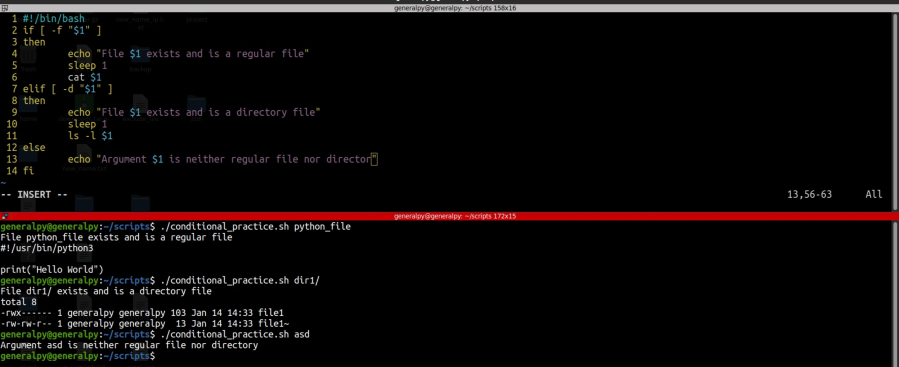 generalpy@generalpy: ~/scripts 158x16
1 #!/bin/bash
2 if [ -f "$1" ]
3 then
4 echo "File $1 exists and is a regular file"
5 sleep 1
6 cat $1
7 elif [ -d "$1" ]
8 then
9 echo "File $1 exists and is a directory file"
10 sleep 1
11 ls -l $1
12 else
13 echo "Argument $1 is neither regular file nor director"
14 fi
~
-- INSERT -- 13,56-63 All
generalpy@generalpy: ~/scripts 172x15
generalpy@generalpy:~/scripts$ ./conditional_practice.sh python_file
File python_file exists and is a regular file
#!/usr/bin/python3
print("Hello World")
generalpy@generalpy:~/scripts$ ./conditional_practice.sh dir1/
File dir1/ exists and is a directory file
total 8
-rwx------ 1 generalpy generalpy 103 Jan 14 14:33 file1
-rw-rw-r-- 1 generalpy generalpy  13 Jan 14 14:33 file1~
generalpy@generalpy:~/scripts$ ./conditional_practice.sh asd
Argument asd is neither regular file nor directory
generalpy@generalpy:~/scripts$